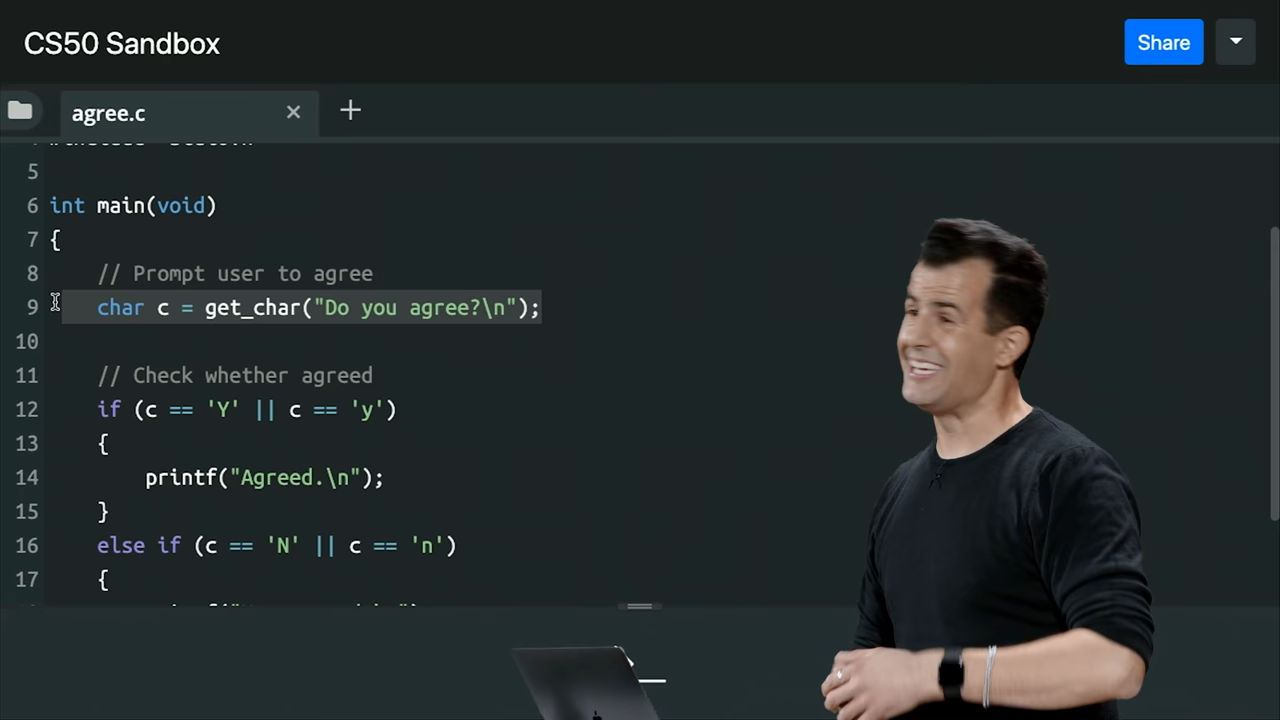 CS50 Sandbox
Share
agree.c
5
6 int main(void)
7 {
8 // Prompt user to agree
9 char c = get_char("Do you agree?\n");
10
11 // Check whether agreed
12 if (c == 'Y' || c == 'y')
13 {
14 printf("Agreed.\n");
15 }
16 else if (c == 'N' || c == 'n')
17 {